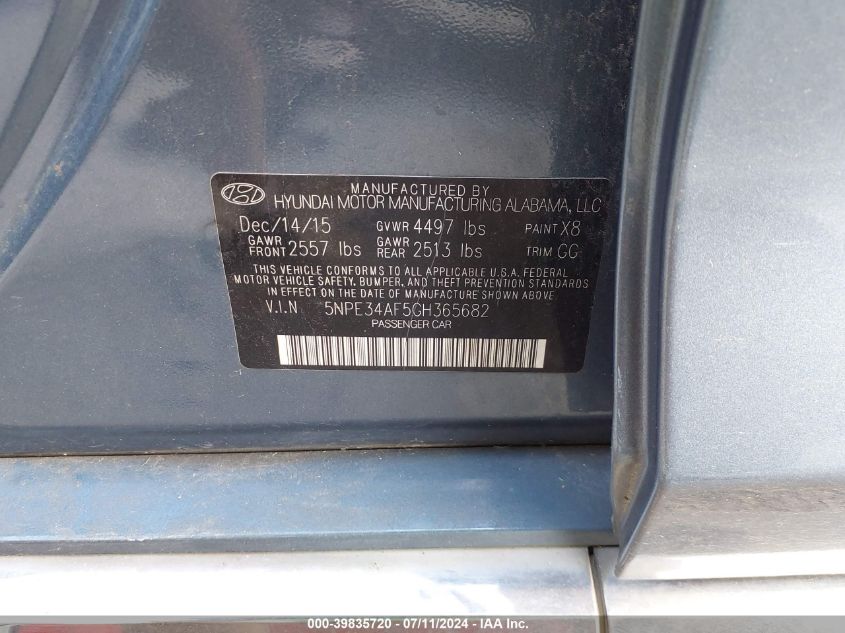 MANUFACTURED BY
HYUNDAI MOTOR MANUFACTURING ALABAMA, LLC
Dec/14/15 GVWR 4497 lbs PAINT X8
GAWR FRONT 2557 lbs GAWR REAR 2513 lbs TRIM GG
THIS VEHICLE CONFORMS TO ALL APPLICABLE U.S.A. FEDERAL
MOTOR VEHICLE SAFETY, BUMPER, AND THEFT PREVENTION STANDARDS
IN EFFECT ON THE DATE OF MANUFACTURE SHOWN ABOVE.
V.I.N 5NPE34AF5GH365682
PASSENGER CAR
000-39835720 - 07/11/2024 - IAA Inc.